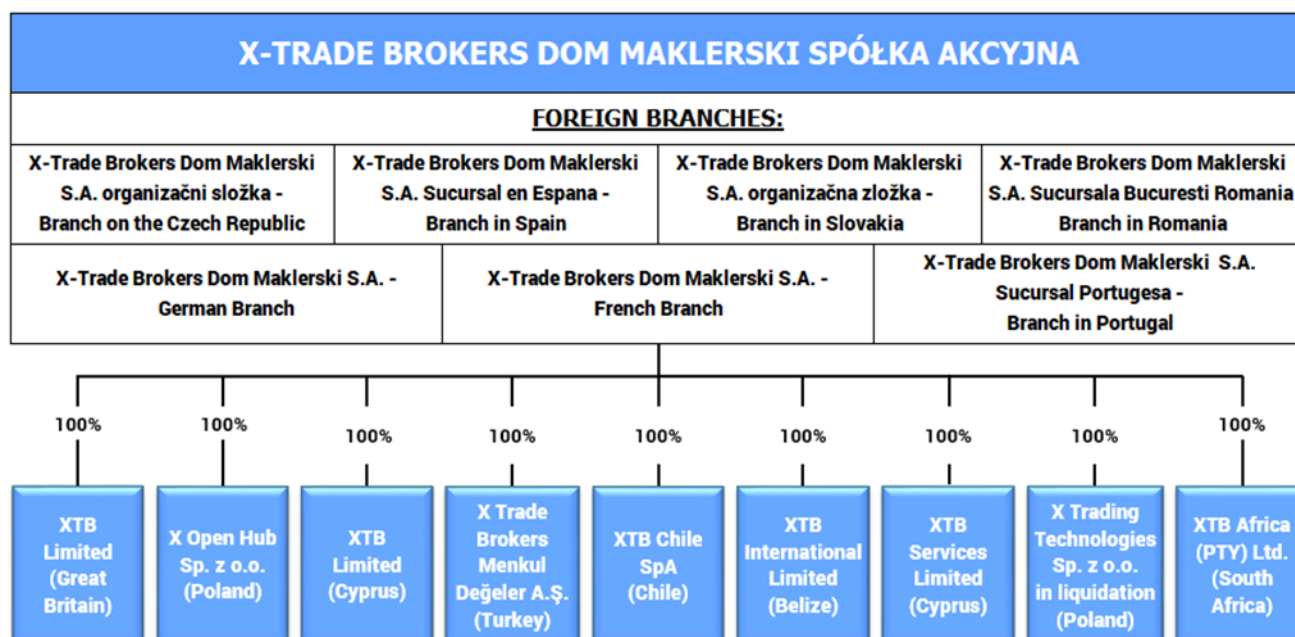 X-TRADE BROKERS DOM MAKLERSKI SPÓŁKA AKCYJNA
FOREIGN BRANCHES:
X-Trade Brokers Dom Maklerski
S.A. organizačni složka -
Branch on the Czech Republic
X-Trade Brokers Dom Maklerski
S.A. Sucursal en Espana -
Branch in Spain
X-Trade Brokers Dom Maklerski
S.A. organizačna zložka -
Branch in Slovakia
X-Trade Brokers Dom Maklerski
S.A. Sucursala Bucuresti Romania
Branch in Romania
X-Trade Brokers Dom Maklerski S.A. -
German Branch
X-Trade Brokers Dom Maklerski S.A. -
French Branch
X-Trade Brokers Dom Maklerski S.A.
Sucursal Portugesa -
Branch in Portugal
100%
100%
100%
100%
100%
100%
100%
100%
100%
XTB
Limited
(Great
Britain)
X Open Hub
Sp. z o.o.
(Poland)
XTB
Limited
(Cyprus)
X Trade
Brokers
Menkul
Değeler A.Ş.
(Turkey)
XTB Chile
SpA
(Chile)
XTB
International
Limited
(Belize)
XTB
Services
Limited
(Cyprus)
X Trading
Technologies
Sp. z o.o.
in liquidation
(Poland)
XTB Africa
(PTY) Ltd.
(South
Africa)